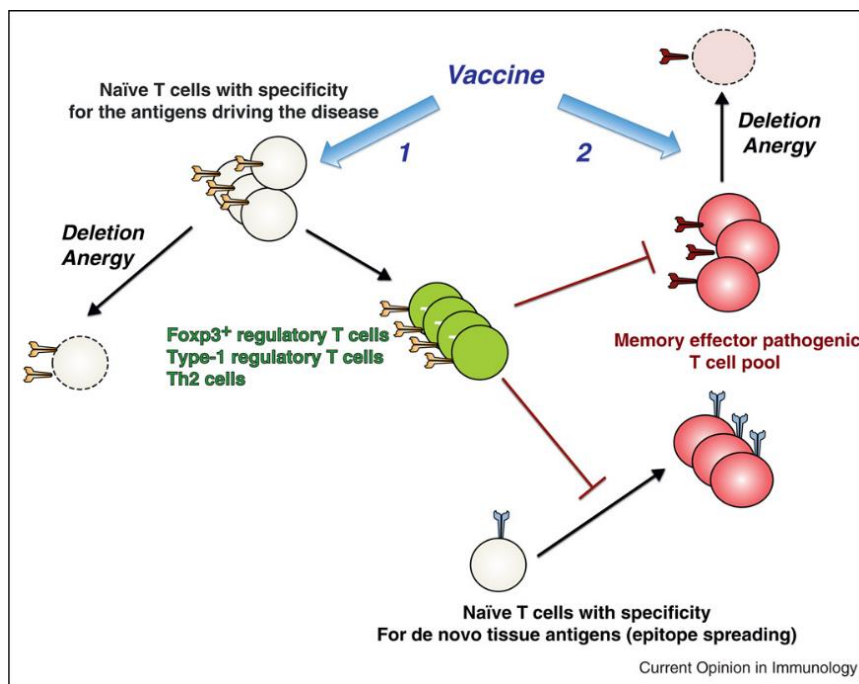 Vaccine
Naïve T cells with specificity
for the antigens driving the disease
1
2
Deletion
Anergy
Deletion
Anergy
Foxp3⁺ regulatory T cells
Type-1 regulatory T cells
Th2 cells
Memory effector pathogenic
T cell pool
Naïve T cells with specificity
For de novo tissue antigens (epitope spreading)
Current Opinion in Immunology